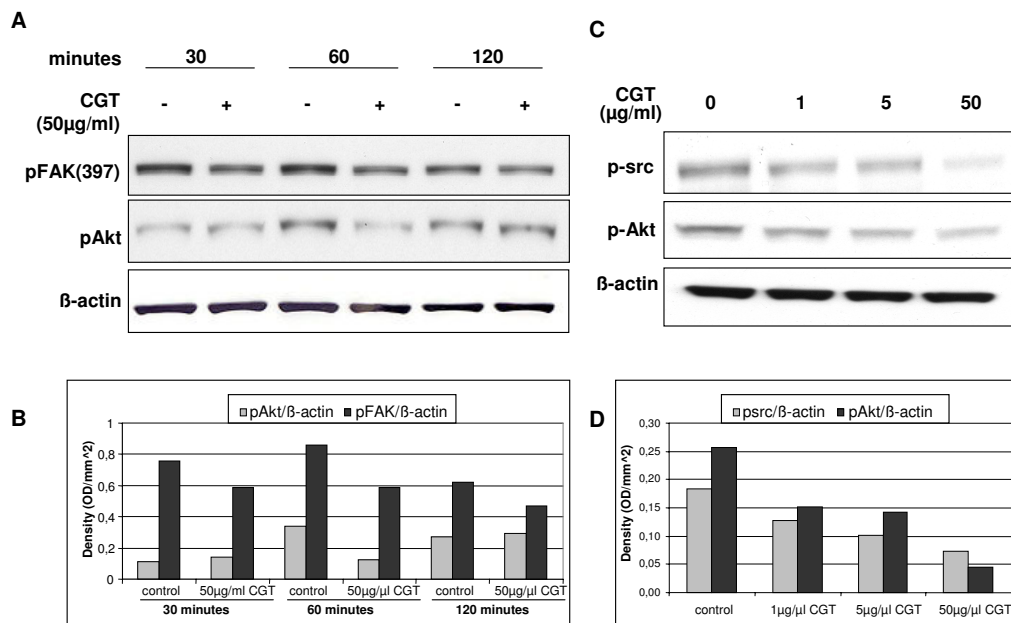 A
minutes 30 60 120
CGT - + - + - +
(50µg/ml)
pFAK(397)
pAkt
ß-actin
C
CGT 0 1 5 50
(µg/ml)
p-src
p-Akt
ß-actin
B
pAkt/ß-actin pFAK/ß-actin
Density (OD/mm^2)
1
0,8
0,6
0,4
0,2
0
control 50µg/ml CGT control 50µg/µl CGT control 50µg/µl CGT
30 minutes 60 minutes 120 minutes
D
psrc/ß-actin pAkt/ß-actin
Density (OD/mm^2)
0,30
0,25
0,20
0,15
0,10
0,05
0,00
control 1µg/µl CGT 5µg/µl CGT 50µg/µl CGT